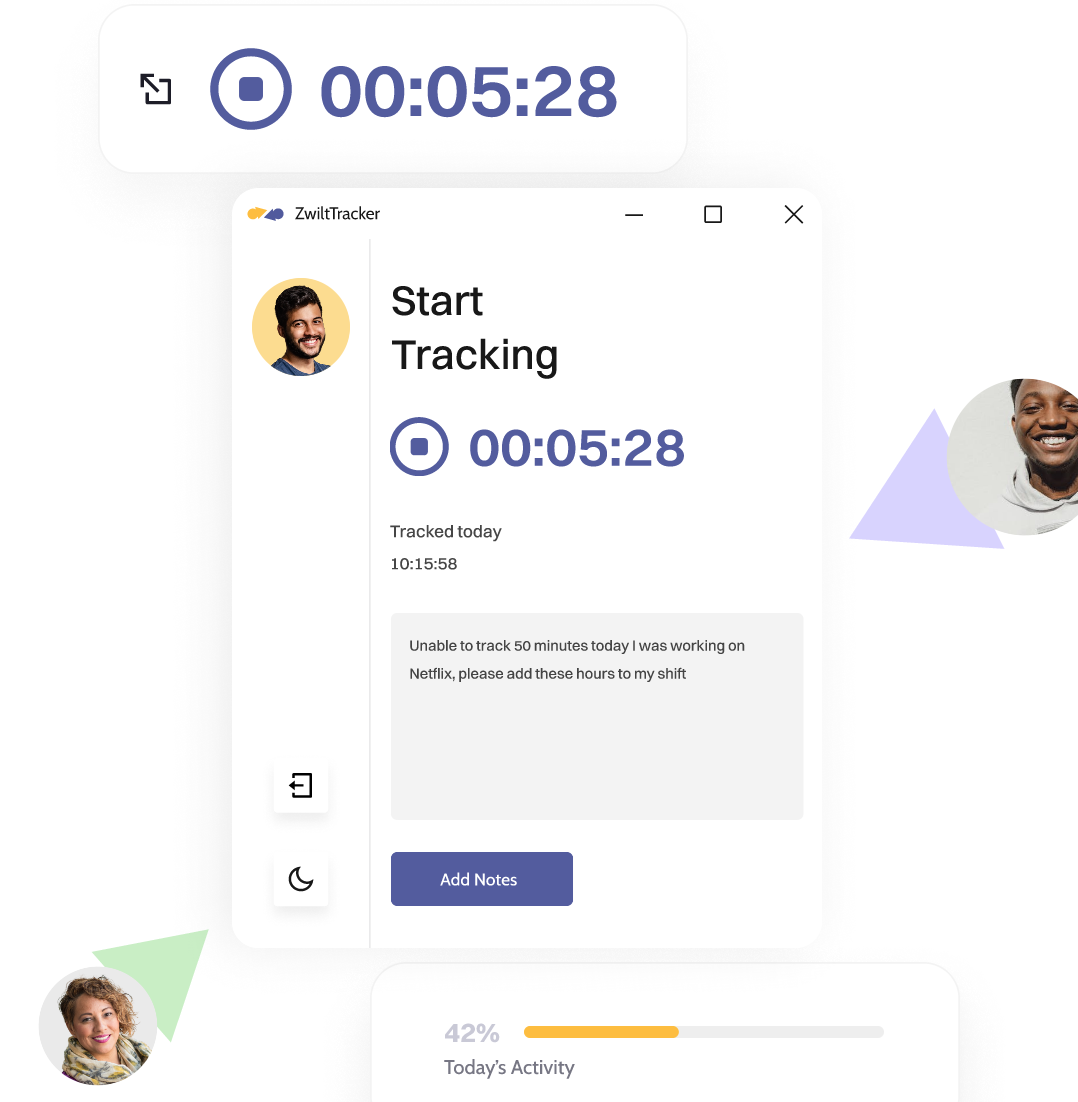 00:05:28
ZwiltTracker
Start
Tracking
00:05:28
Tracked today
10:15:58
Unable to track 50 minutes today I was working on
Netflix, please add these hours to my shift
Add Notes
42%
Today's Activity